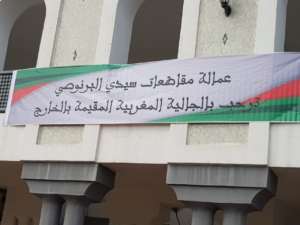 عمالة مقاطعات سيدي البرنوصي
ترحب بالجالية المغربية المقيمة بالخارج